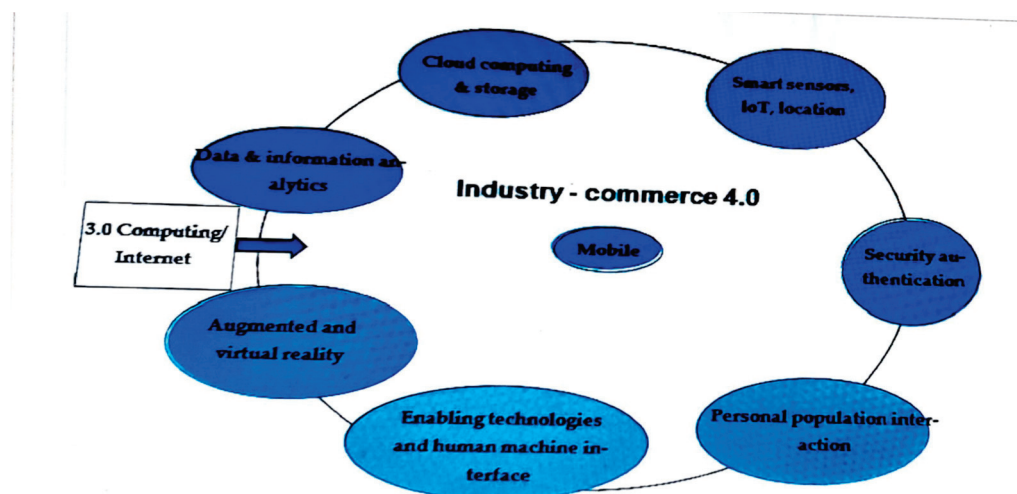 Cloud computing
& storage
Smart sensors,
IoT, location
Data & information an-
alytics
Industry - commerce 4.0
3.0 Computing/
Internet
Mobile
Security au-
thentication
Augmented and
virtual reality
Enabling technologies
and human machine in-
terface
Personal population inter-
action